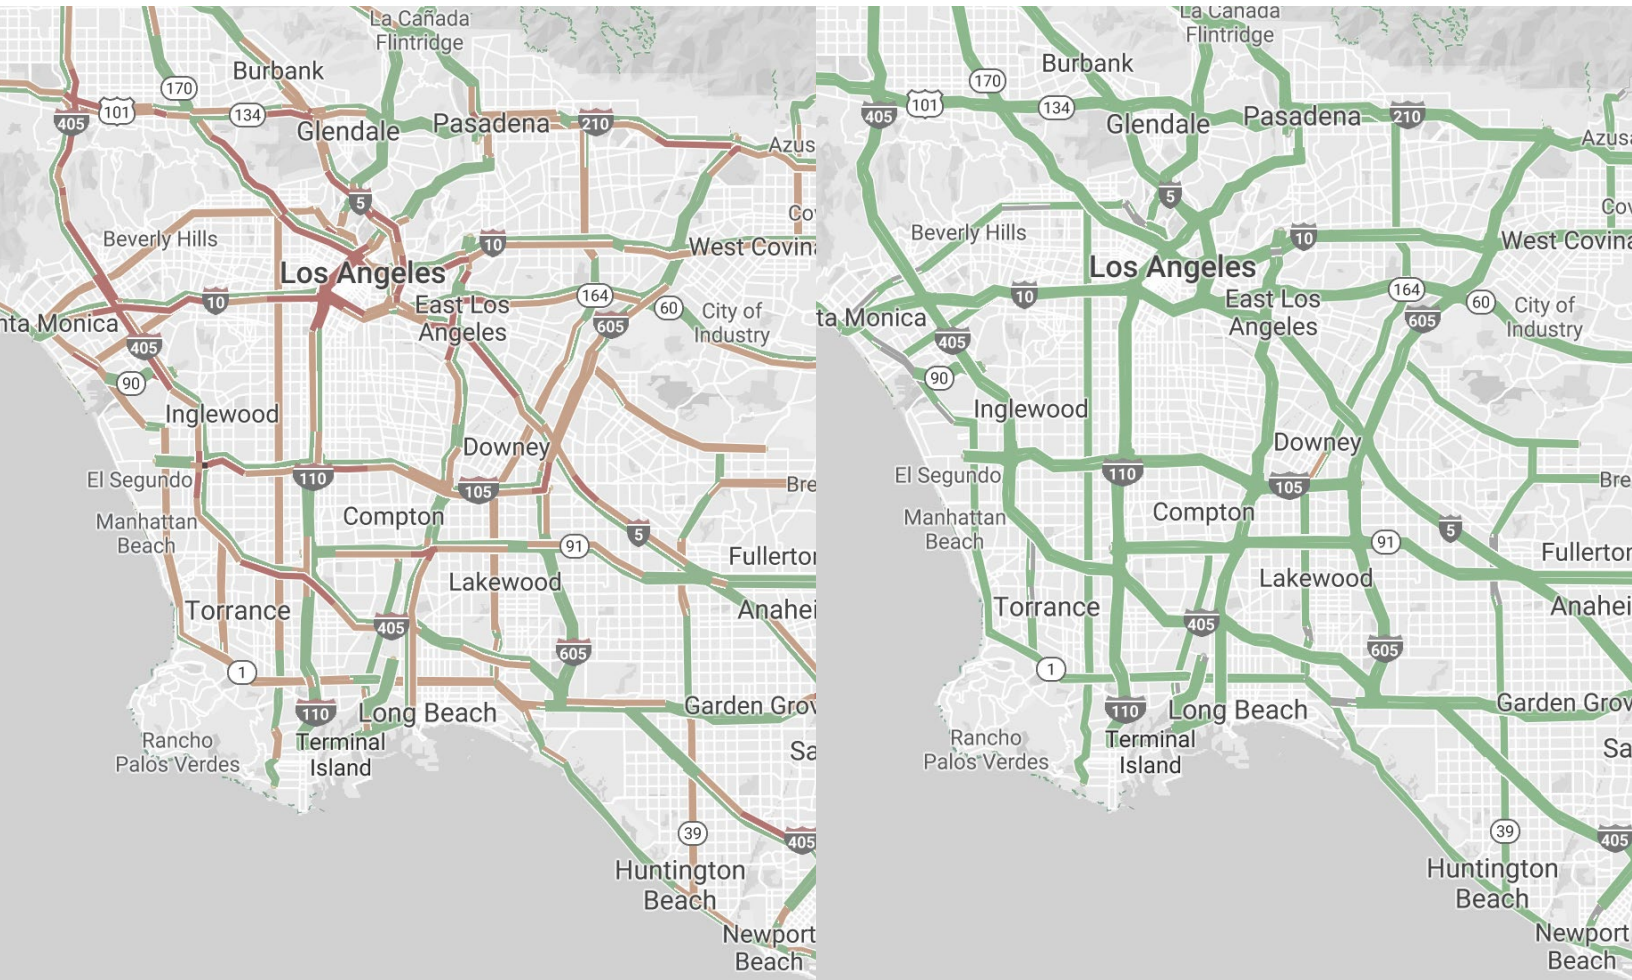 La Cañada
Flintridge
Burbank
170
101
134
405
Glendale
Pasadena
210
Azus
5
Cov
Beverly Hills
10
West Covina
Los Angeles
10
164
East Los
Angeles
60
City of
Industry
nta Monica
605
405
90
Inglewood
Downey
El Segundo
110
105
Bre
Manhattan
Beach
Compton
5
91
Fullerton
Lakewood
Torrance
Anahei
405
605
1
110
Long Beach
Garden Grov
Rancho
Palos Verdes
Terminal
Island
Sa
39
405
Huntington
Beach
Newport
Beach
La Cañada
Flintridge
Burbank
170
101
134
405
Glendale
Pasadena
210
Azusa
5
Cov
Beverly Hills
10
West Covina
Los Angeles
10
164
East Los
Angeles
60
City of
Industry
ta Monica
605
405
90
Inglewood
Downey
El Segundo
110
105
Bre
Manhattan
Beach
Compton
5
91
Fullerton
Lakewood
Torrance
Anahei
405
605
1
110
Long Beach
Garden Grov
Rancho
Palos Verdes
Terminal
Island
Sa
39
405
Huntington
Beach
Newport
Beach